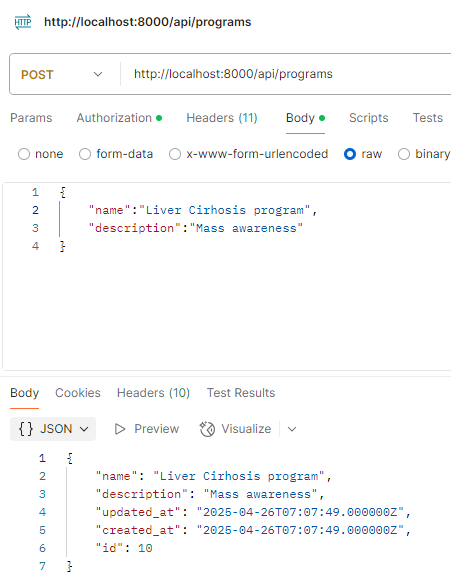 HTTP http://localhost:8000/api/programs
POST http://localhost:8000/api/programs
Params Authorization Headers (11) Body Scripts Tests
none form-data x-www-form-urlencoded raw binary
1 {
2 "name":"Liver Cirhosis program",
3 "description":"Mass awareness"
4 }
Body Cookies Headers (10) Test Results
{} JSON Preview Visualize
1 {
2 "name": "Liver Cirhosis program",
3 "description": "Mass awareness",
4 "updated_at": "2025-04-26T07:07:49.000000Z",
5 "created_at": "2025-04-26T07:07:49.000000Z",
6 "id": 10
7 }